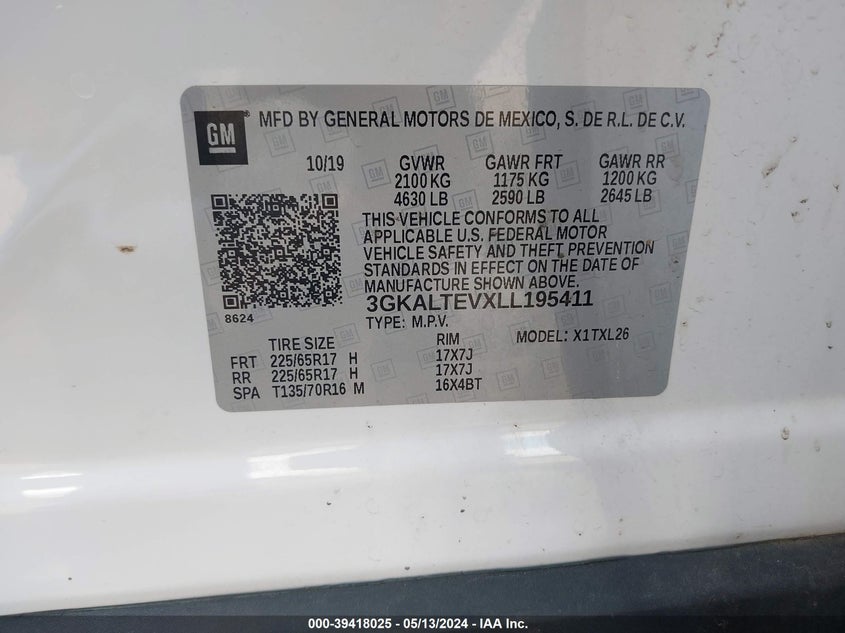 GM ® MFD BY GENERAL MOTORS DE MEXICO, S. DE R.L. DE C.V.
10/19 GVWR GAWR FRT GAWR RR
2100 KG 1175 KG 1200 KG
4630 LB 2590 LB 2645 LB
THIS VEHICLE CONFORMS TO ALL
APPLICABLE U.S. FEDERAL MOTOR
VEHICLE SAFETY AND THEFT PREVENTION
STANDARDS IN EFFECT ON THE DATE OF
MANUFACTURE SHOWN ABOVE.
3GKALTEVXLL195411
8624
TYPE: M.P.V. MODEL: X1TXL26
TIRE SIZE RIM
FRT 225/65R17 H 17X7J
RR 225/65R17 H 17X7J
SPA T135/70R16 M 16X4BT
000-39418025 - 05/13/2024 - IAA Inc.